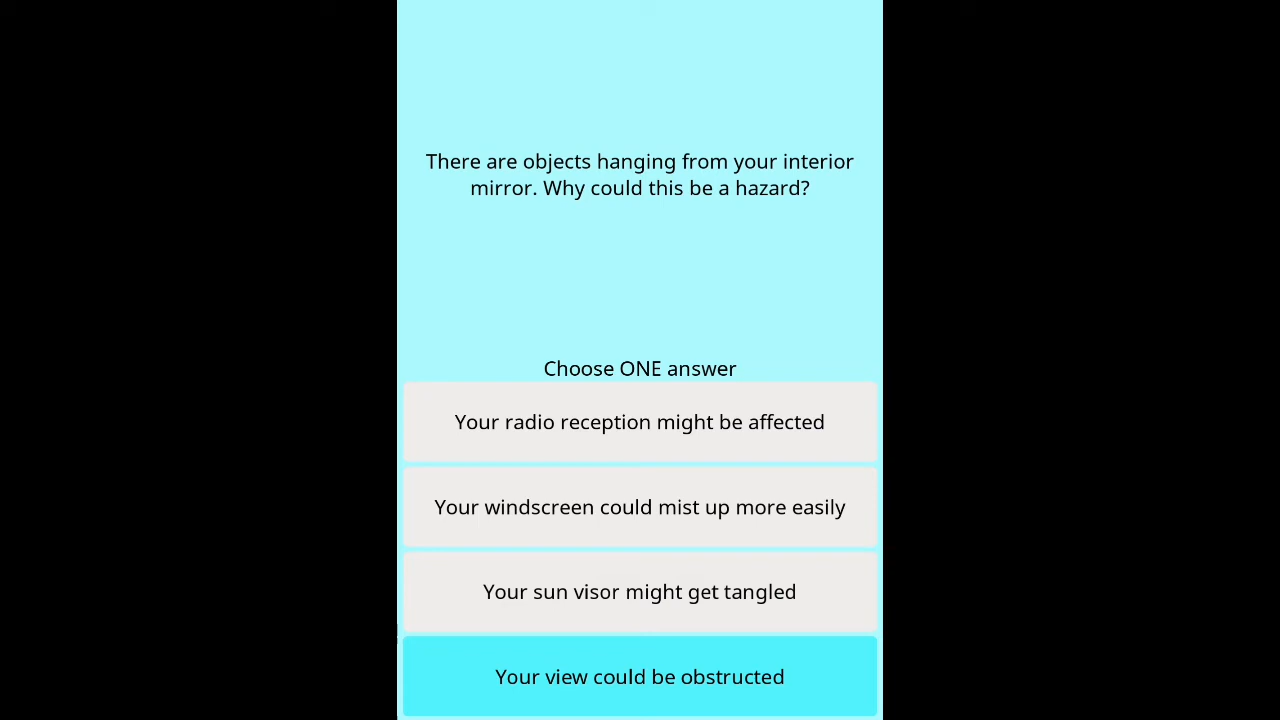 There are objects hanging from your interior
mirror. Why could this be a hazard?
Choose ONE answer
Your radio reception might be affected
Your windscreen could mist up more easily
Your sun visor might get tangled
Your view could be obstructed